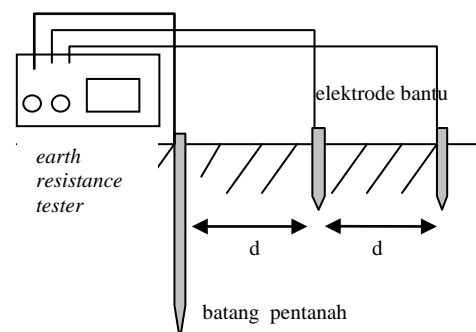 elektrode bantu
earth
resistance
tester
d d
batang pentanah